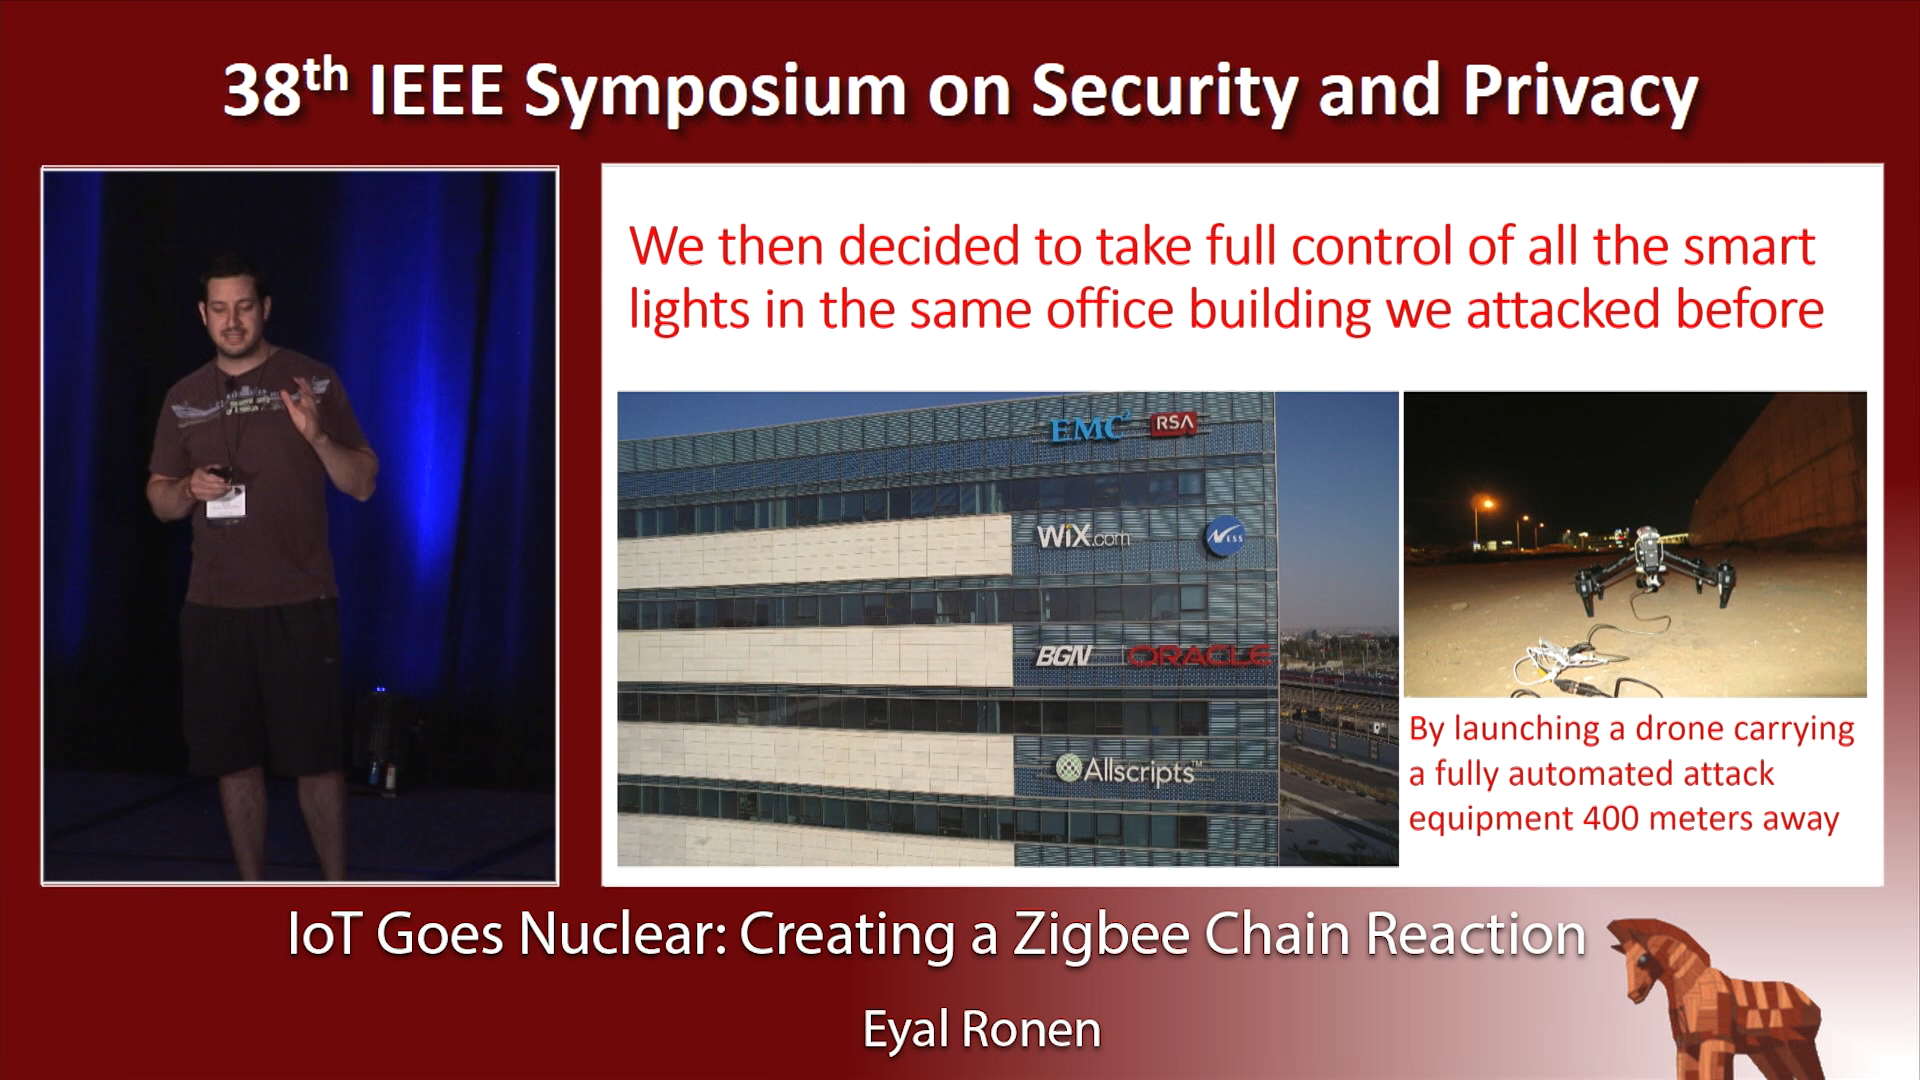 38th IEEE Symposium on Security and Privacy
We then decided to take full control of all the smart
lights in the same office building we attacked before
EMC²
RSA
WiX.com
NESS
BGN
ORACLE
Allscripts™
By launching a drone carrying
a fully automated attack
equipment 400 meters away
IoT Goes Nuclear: Creating a Zigbee Chain Reaction
Eyal Ronen